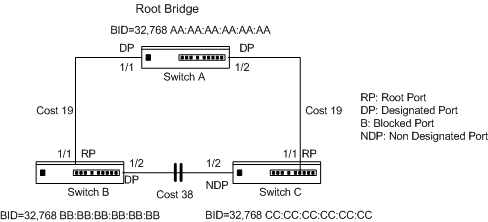 Root Bridge
BID=32,768 AA:AA:AA:AA:AA:AA
DP
DP
1/1
1/2
Switch A
Cost 19
Cost 19
RP: Root Port
DP: Designated Port
B: Blocked Port
NDP: Non Designated Port
1/1
RP
1/1
RP
1/2
1/2
DP
NDP
Switch B
Cost 38
Switch C
BID=32,768 BB:BB:BB:BB:BB:BB
BID=32,768 CC:CC:CC:CC:CC:CC